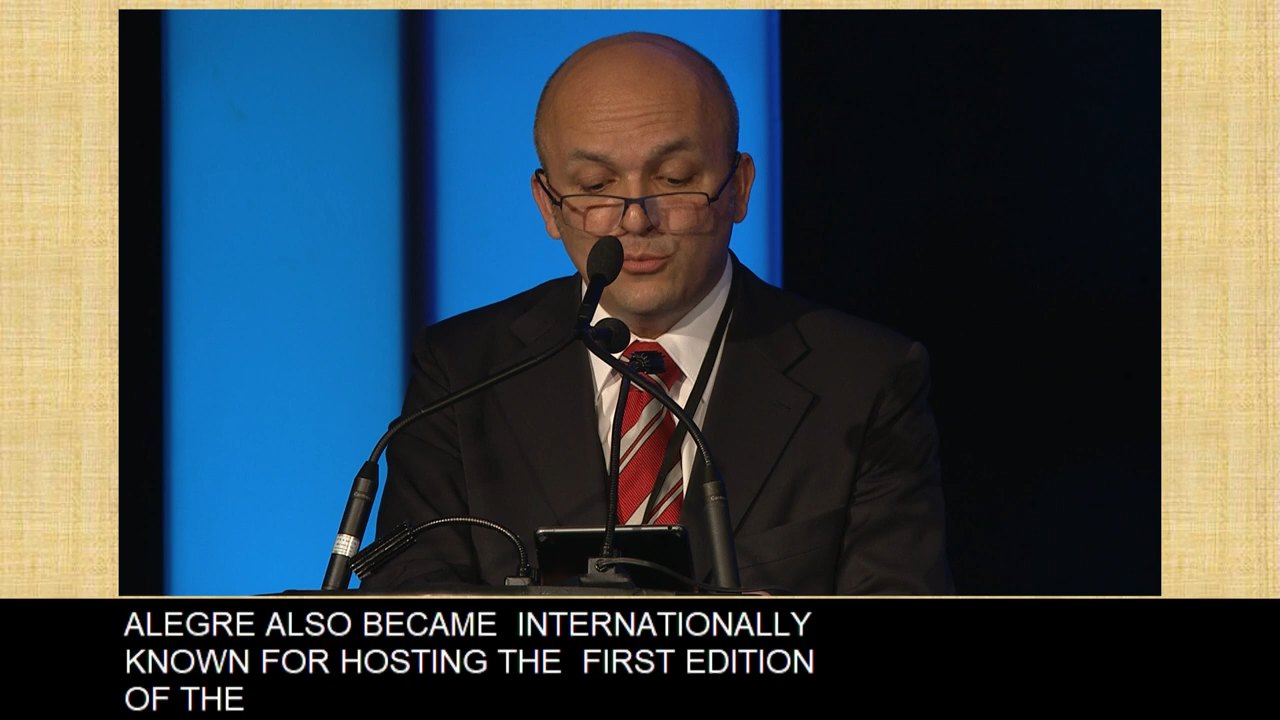 ALEGRE ALSO BECAME  INTERNATIONALLY
KNOWN FOR HOSTING THE  FIRST EDITION
OF THE